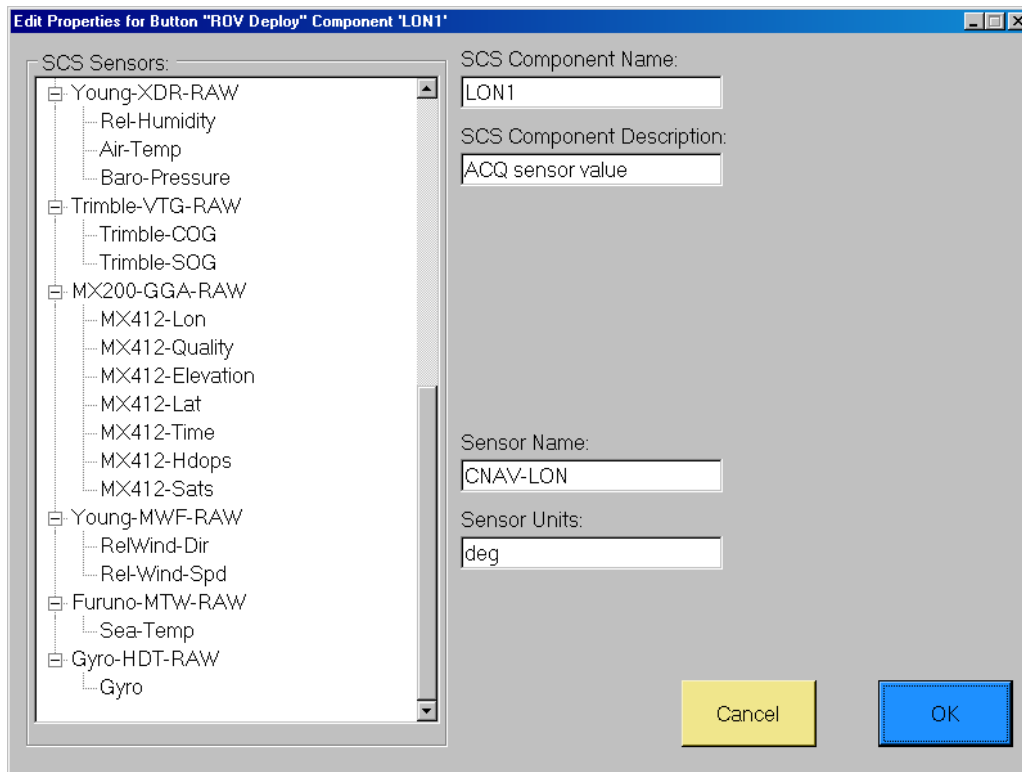 Edit Properties for Button "ROV Deploy" Component 'LON1'
SCS Sensors:
Young-XDR-RAW
Rel-Humidity
Air-Temp
Baro-Pressure
Trimble-VTG-RAW
Trimble-COG
Trimble-SOG
MX200-GGA-RAW
MX412-Lon
MX412-Quality
MX412-Elevation
MX412-Lat
MX412-Time
MX412-Hdops
MX412-Sats
Young-MWF-RAW
RelWind-Dir
Rel-Wind-Spd
Furuno-MTW-RAW
Sea-Temp
Gyro-HDT-RAW
Gyro
SCS Component Name:
LON1
SCS Component Description:
ACQ sensor value
Sensor Name:
CNAV-LON
Sensor Units:
deg
Cancel
OK